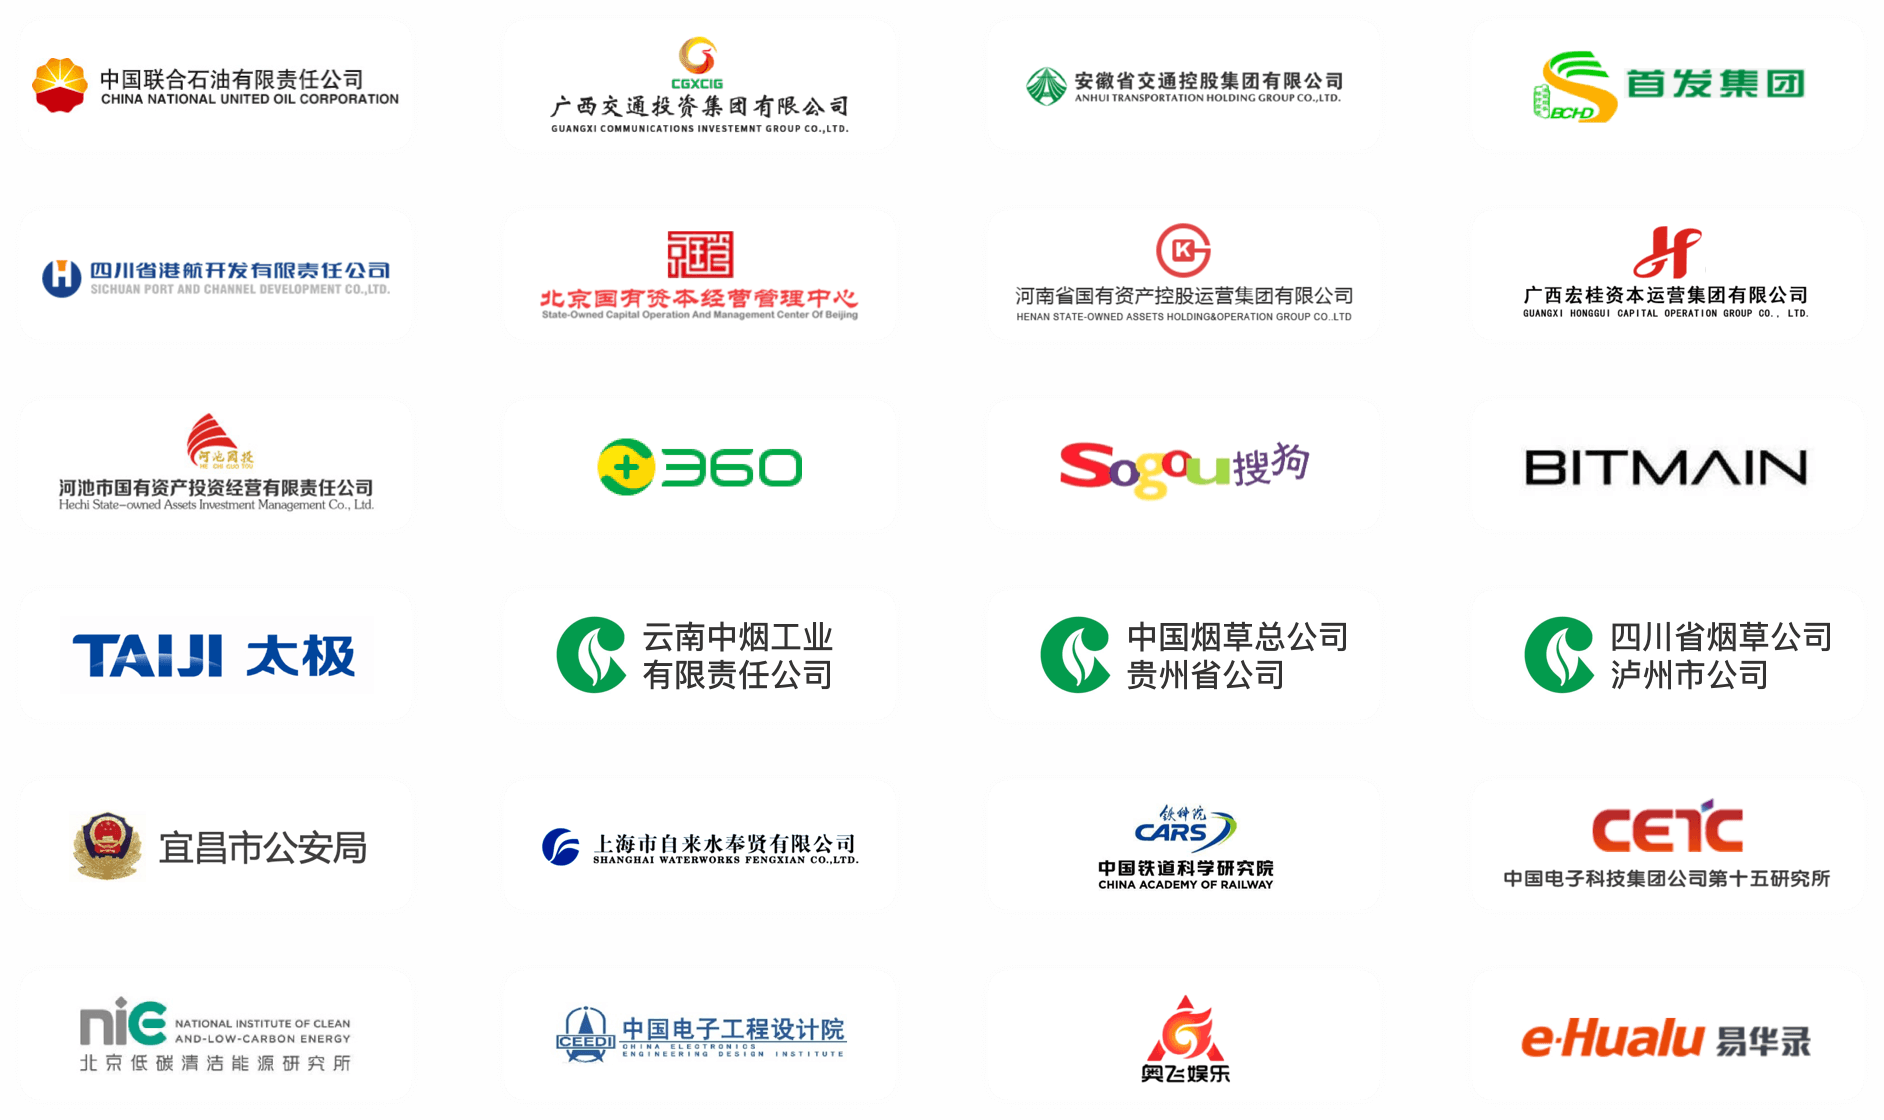 中国联合石油有限责任公司
CHINA NATIONAL UNITED OIL CORPORATION
CGXCIG
广西交通投资集团有限公司
GUANGXI COMMUNICATIONS INVESTEMNT GROUP CO.,LTD.
安徽省交通控股集团有限公司
ANHUI TRANSPORTATION HOLDING GROUP CO.,LTD.
BCHD
首发集团
H
四川省港航开发有限责任公司
SICHUAN PORT AND CHANNEL DEVELOPMENT CO.,LTD.
北京国有资本经营管理中心
State-Owned Capital Operation And Management Center Of Beijing
K
河南省国有资产控股运营集团有限公司
HENAN STATE-OWNED ASSETS HOLDING&OPERATION GROUP CO.,LTD
广西宏桂资本运营集团有限公司
GUANGXI HONGGUI CAPITAL OPERATION GROUP CO., LTD.
河池国投
HE CHI GUO TOU
河池市国有资产投资经营有限责任公司
Hechi State-owned Assets Investment Management Co., Ltd.
360
Sogou搜狗
BITMAIN
TAIJI 太极
云南中烟工业
有限责任公司
中国烟草总公司
贵州省公司
四川省烟草公司
泸州市公司
宜昌市公安局
上海市自来水奉贤有限公司
SHANGHAI WATERWORKS FENGXIAN CO.,LTD.
铁科院
CARS
中国铁道科学研究院
CHINA ACADEMY OF RAILWAY
CETC
中国电子科技集团公司第十五研究所
nice
NATIONAL INSTITUTE OF CLEAN
AND-LOW-CARBON ENERGY
北京低碳清洁能源研究所
CEEDI
中国电子工程设计院
CHINA ELECTRONICS
ENGINEERING DESIGN INSTITUTE
奥飞娱乐
e·Hualu 易华录